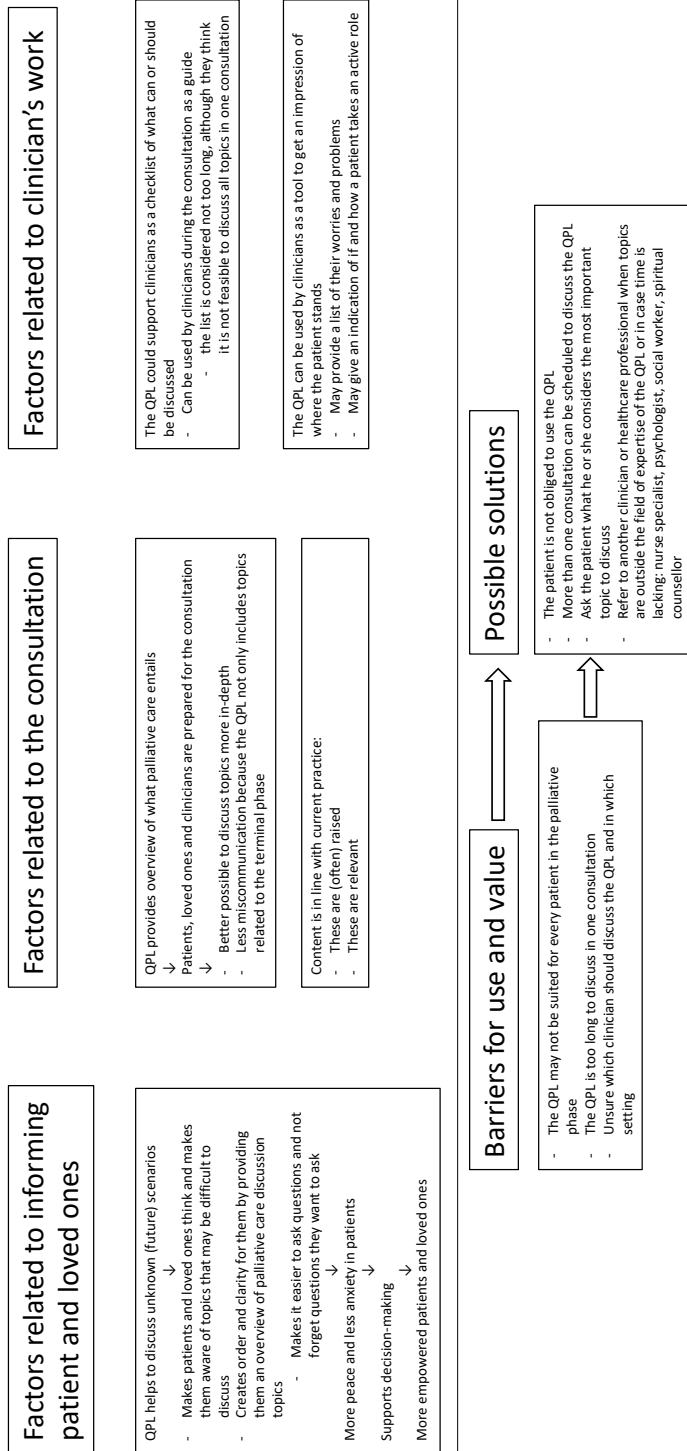 Factors related to informing
patient and loved ones
QPL helps to discuss unknown (future) scenarios
↓
- Makes patients and loved ones think and makes
them aware of topics that may be difficult to
discuss
- Creates order and clarity for them by providing
them an overview of palliative care discussion
topics
- Makes it easier to ask questions and not
forget questions they want to ask
↓
More peace and less anxiety in patients
↓
Supports decision-making
↓
More empowered patients and loved ones
Factors related to the consultation
QPL provides overview of what palliative care entails
↓
Patients, loved ones and clinicians are prepared for the consultation
↓
- Better possible to discuss topics more in-depth
- Less miscommunication because the QPL not only includes topics
related to the terminal phase
Content is in line with current practice:
- These are (often) raised
- These are relevant
Factors related to clinician's work
The QPL could support clinicians as a checklist of what can or should
be discussed
- Can be used by clinicians during the consultation as a guide
- the list is considered not too long, although they think
it is not feasible to discuss all topics in one consultation
The QPL can be used by clinicians as a tool to get an impression of
where the patient stands
- May provide a list of their worries and problems
- May give an indication of if and how a patient takes an active role
Barriers for use and value
- The QPL may not be suited for every patient in the palliative
phase
- The QPL is too long to discuss in one consultation
- Unsure which clinician should discuss the QPL and in which
setting
Possible solutions
- The patient is not obliged to use the QPL
- More than one consultation can be scheduled to discuss the QPL
- Ask the patient what he or she considers the most important
topic to discuss
- Refer to another clinician or healthcare professional when topics
are outside the field of expertise of the QPL or in case time is
lacking: nurse specialist, psychologist, social worker, spiritual
counsellor